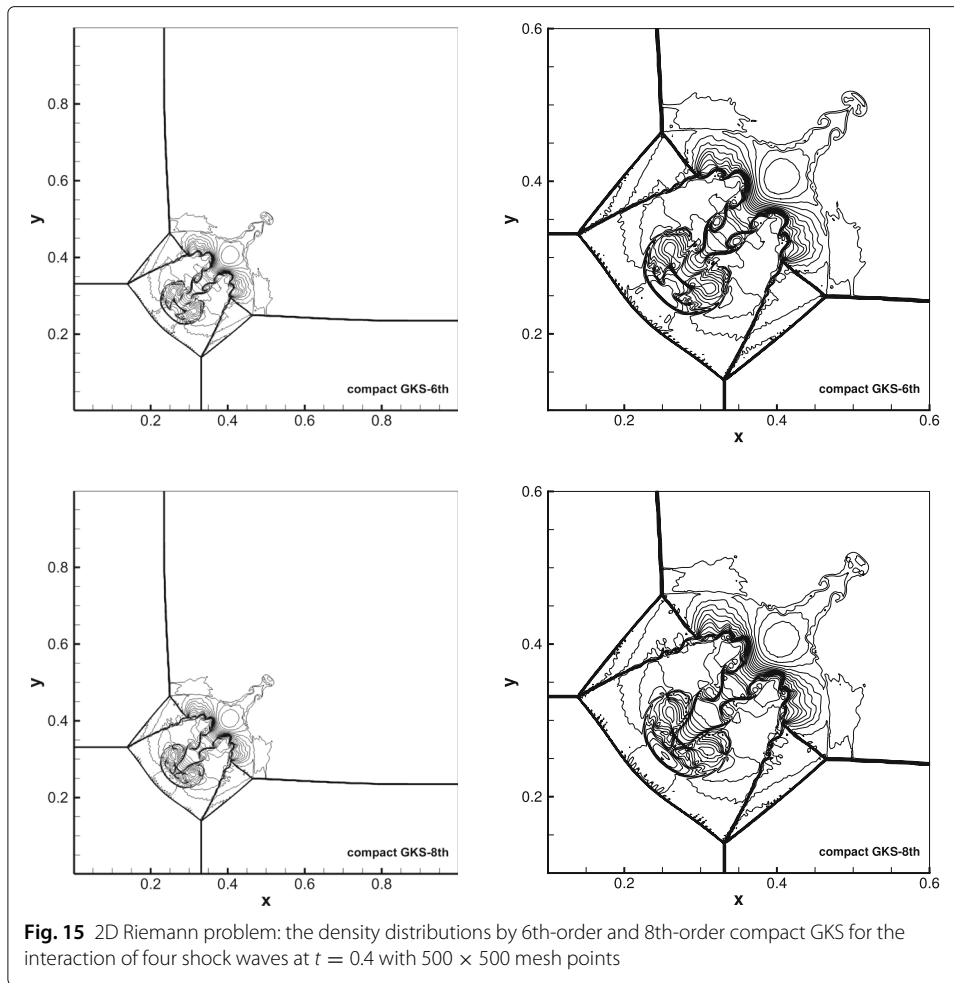 y
0.8
0.6
0.4
0.2
0.2 0.4 0.6 0.8
compact GKS-6th
y
0.6
0.4
0.2
0.2 0.4 0.6
x
compact GKS-6th
y
0.8
0.6
0.4
0.2
0.2 0.4 0.6 0.8
x
compact GKS-8th
y
0.6
0.4
0.2
0.2 0.4 0.6
x
compact GKS-8th
Fig. 15 2D Riemann problem: the density distributions by 6th-order and 8th-order compact GKS for the
interaction of four shock waves at t = 0.4 with 500 × 500 mesh points